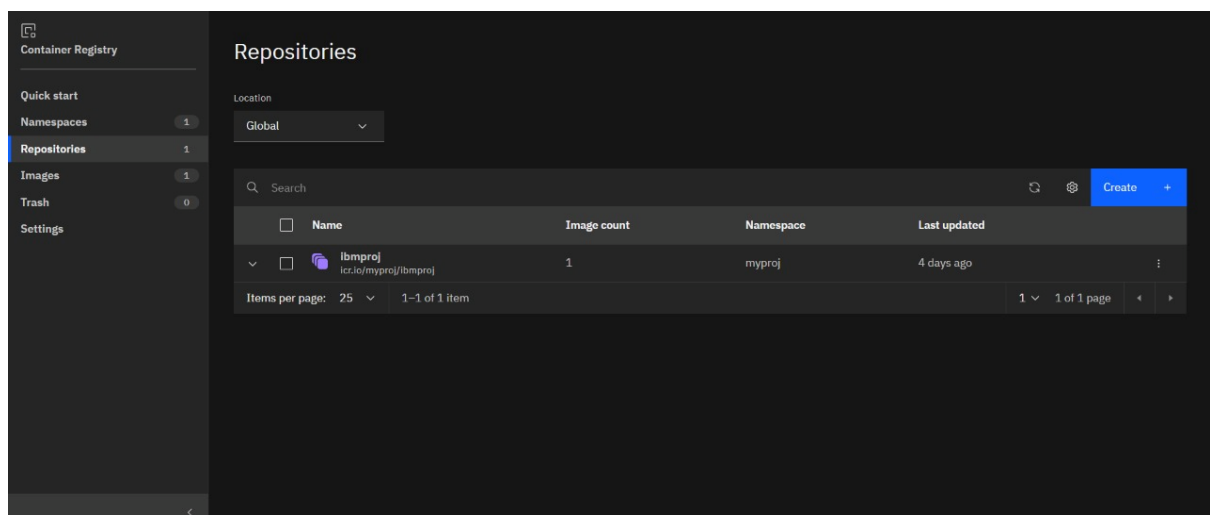 Container Registry
Quick start
Namespaces 1
Repositories 1
Images 1
Trash 0
Settings
Repositories
Location
Global
Search
Create +
Name Image count Namespace Last updated
ibmproj 1 myproj 4 days ago
icr.io/myproj/ibmproj
Items per page: 25 1–1 of 1 item 1 1 of 1 page